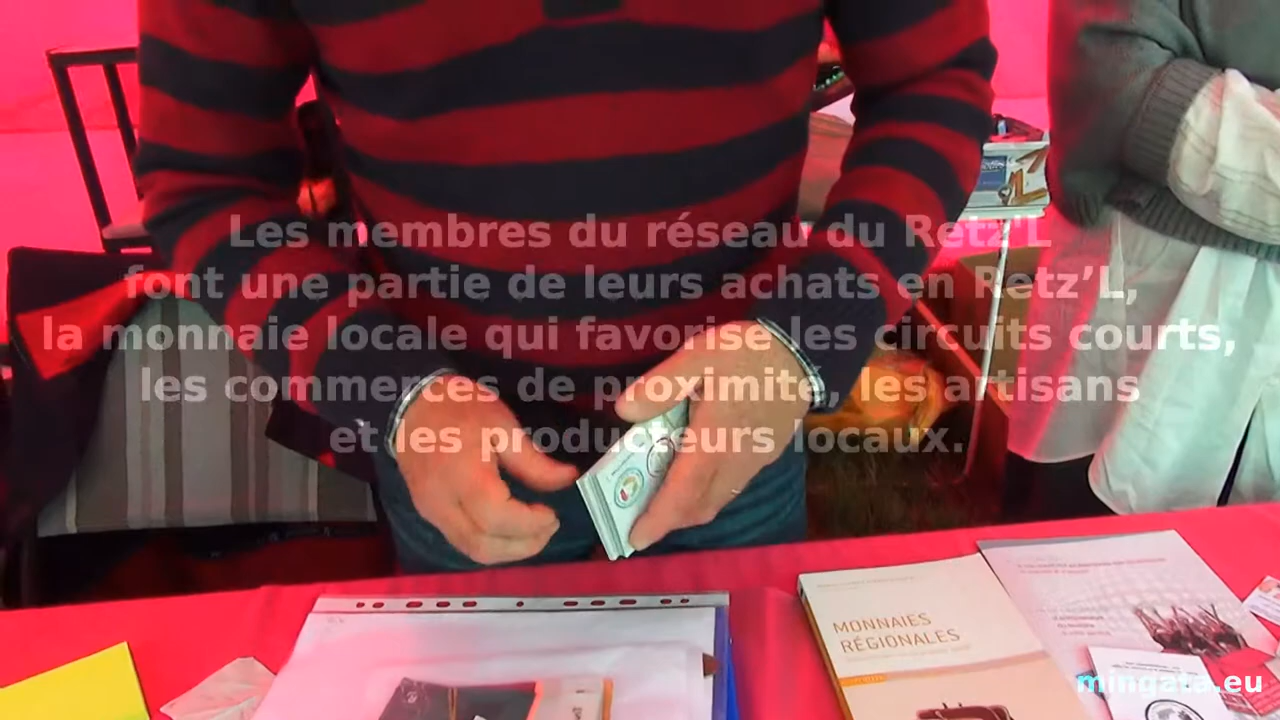 Les membres du réseau du Retz’L
font une partie de leurs achats en Retz’L,
la monnaie locale qui favorise les circuits courts,
les commerces de proximité, les artisans
et les producteurs locaux.
MONNAIES
RÉGIONALES
mingata.eu